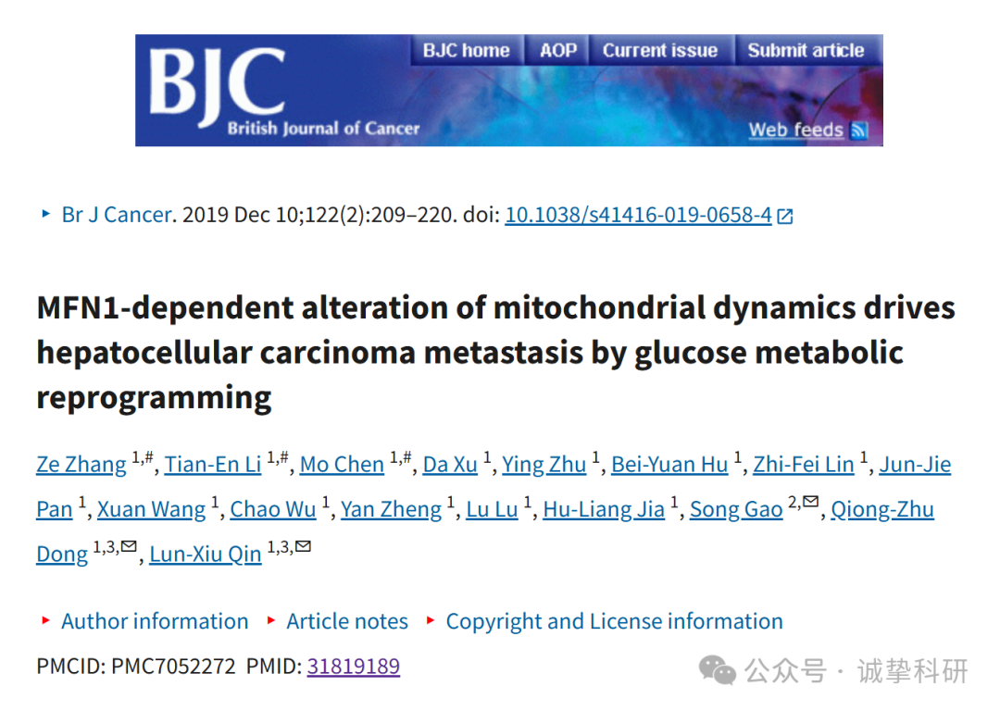 BJC home AOP Current issue Submit article
BJC
British Journal of Cancer
Web feeds
Br J Cancer. 2019 Dec 10;122(2):209–220. doi: 10.1038/s41416-019-0658-4
MFN1-dependent alteration of mitochondrial dynamics drives
hepatocellular carcinoma metastasis by glucose metabolic
reprogramming
Ze Zhang 1,#, Tian-En Li 1,#, Mo Chen 1,#, Da Xu 1, Ying Zhu 1, Bei-Yuan Hu 1, Zhi-Fei Lin 1, Jun-Jie
Pan 1, Xuan Wang 1, Chao Wu 1, Yan Zheng 1, Lu Lu 1, Hu-Liang Jia 1, Song Gao 2,✉, Qiong-Zhu
Dong 1,3,✉, Lun-Xiu Qin 1,3,✉
Author information Article notes Copyright and License information
PMCID: PMC7052272 PMID: 31819189
公众号 · 诚挚科研